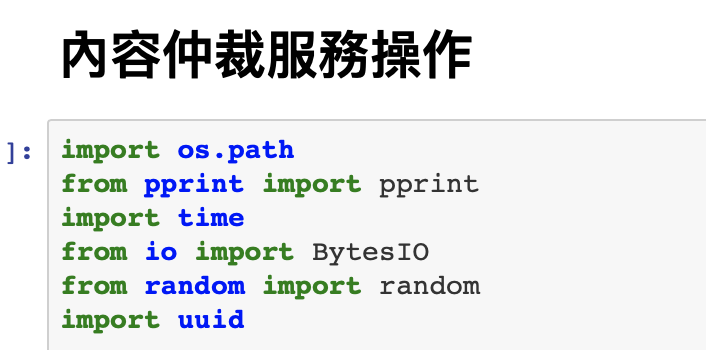 內容仲裁服務操作
]:
import os.path
from pprint import pprint
import time
from io import BytesIO
from random import random
import uuid